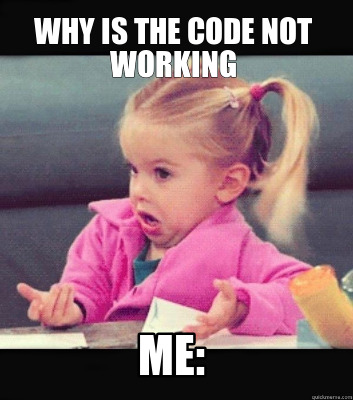 WHY IS THE CODE NOT
WORKING
ME:
quickmeme.com